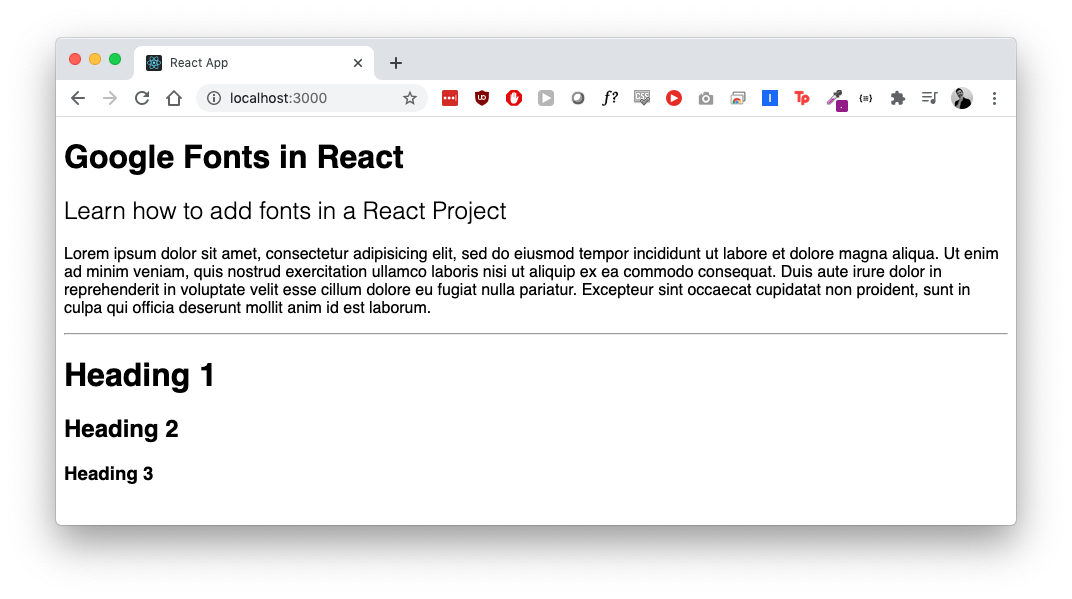 React App
localhost:3000
UD
f?
CSS
I
Tp
{≡}
Google Fonts in React
Learn how to add fonts in a React Project
Lorem ipsum dolor sit amet, consectetur adipisicing elit, sed do eiusmod tempor incididunt ut labore et dolore magna aliqua. Ut enim
ad minim veniam, quis nostrud exercitation ullamco laboris nisi ut aliquip ex ea commodo consequat. Duis aute irure dolor in
reprehenderit in voluptate velit esse cillum dolore eu fugiat nulla pariatur. Excepteur sint occaecat cupidatat non proident, sunt in
culpa qui officia deserunt mollit anim id est laborum.
Heading 1
Heading 2
Heading 3